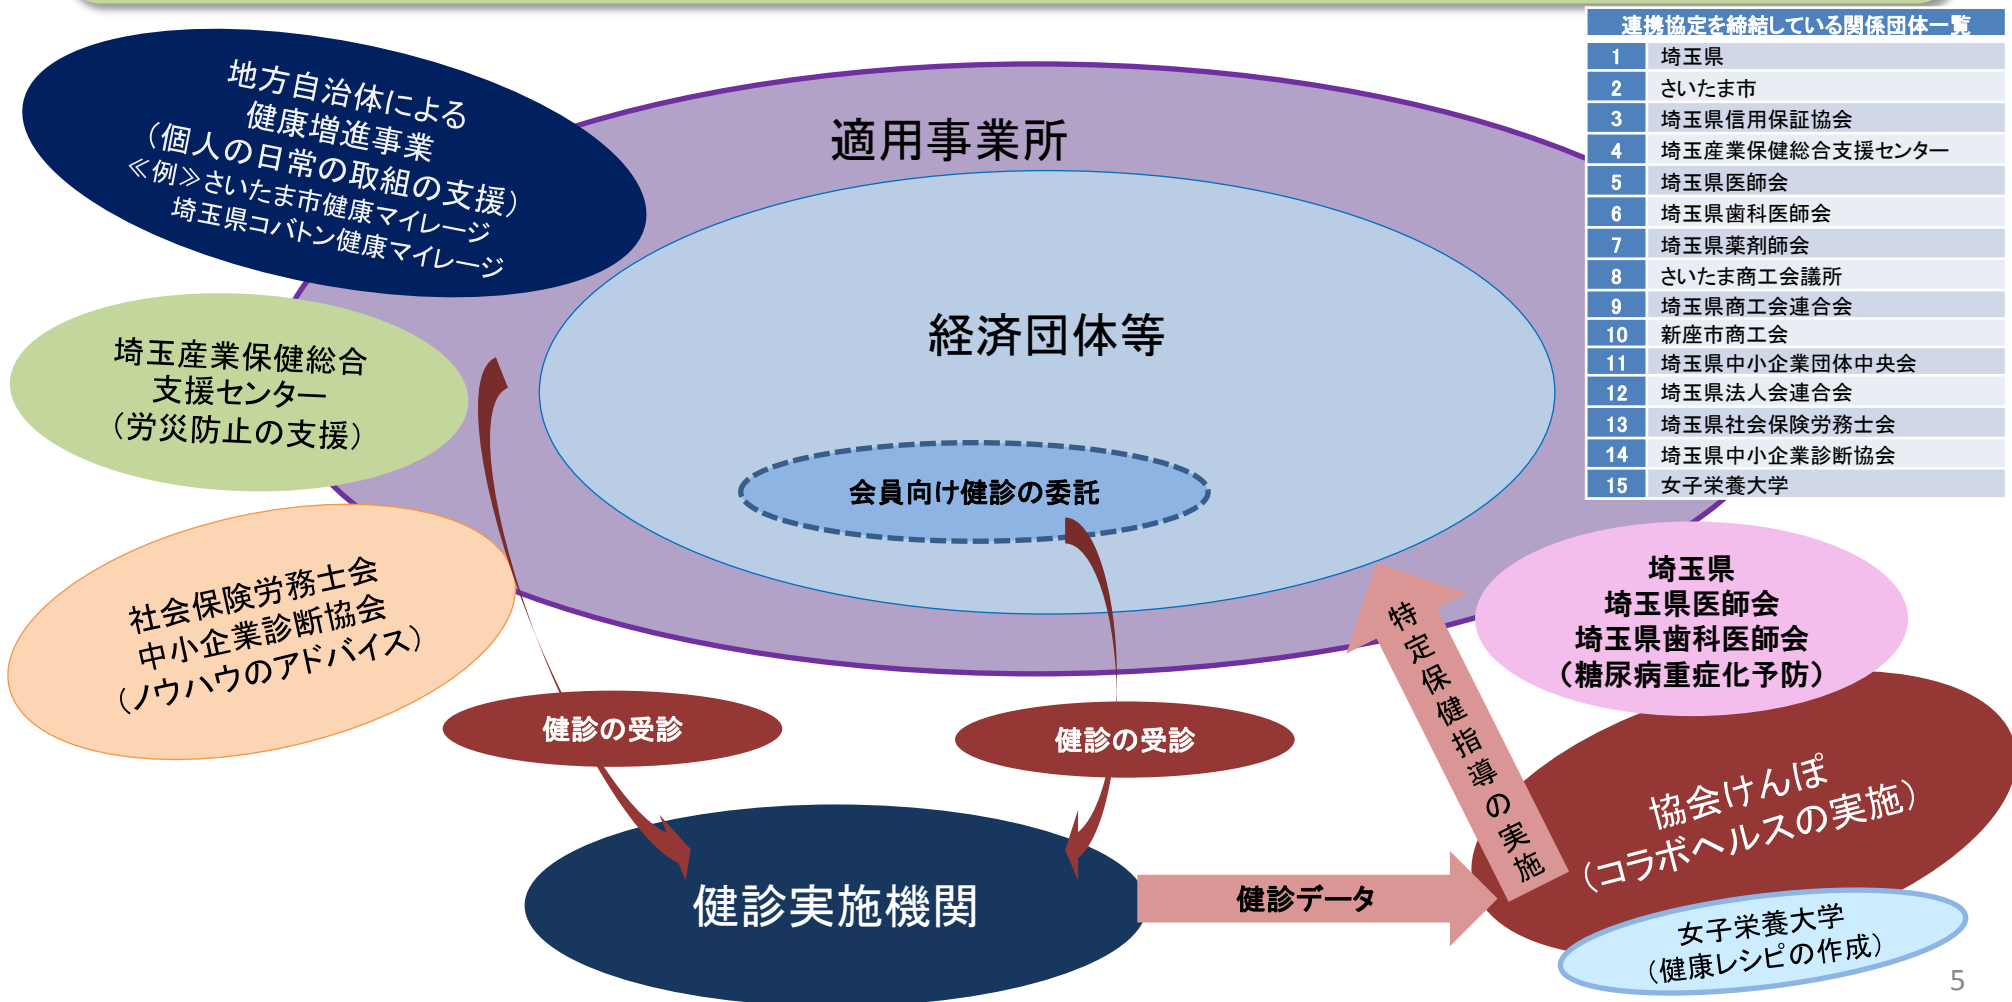 連携協定を締結している関係団体一覧
1 埼玉県
2 さいたま市
3 埼玉県信用保証協会
4 埼玉産業保健総合支援センター
5 埼玉県医師会
6 埼玉県歯科医師会
7 埼玉県薬剤師会
8 さいたま商工会議所
9 埼玉県商工会連合会
10 新座市商工会
11 埼玉県中小企業団体中央会
12 埼玉県法人会連合会
13 埼玉県社会保険労務士会
14 埼玉県中小企業診断協会
15 女子栄養大学
地方自治体による
健康増進事業
（個人の日常の取組の支援）
≪例≫さいたま市健康マイレージ
埼玉県コバトン健康マイレージ
適用事業所
経済団体等
会員向け健診の委託
埼玉産業保健総合
支援センター
（労災防止の支援）
社会保険労務士会
中小企業診断協会
（ノウハウのアドバイス）
埼玉県
埼玉県医師会
埼玉県歯科医師会
（糖尿病重症化予防）
健診の受診
健診の受診
特定保健指導の実施
協会けんぽ
（コラボヘルスの実施）
健診実施機関
健診データ
女子栄養大学
（健康レシピの作成）
5